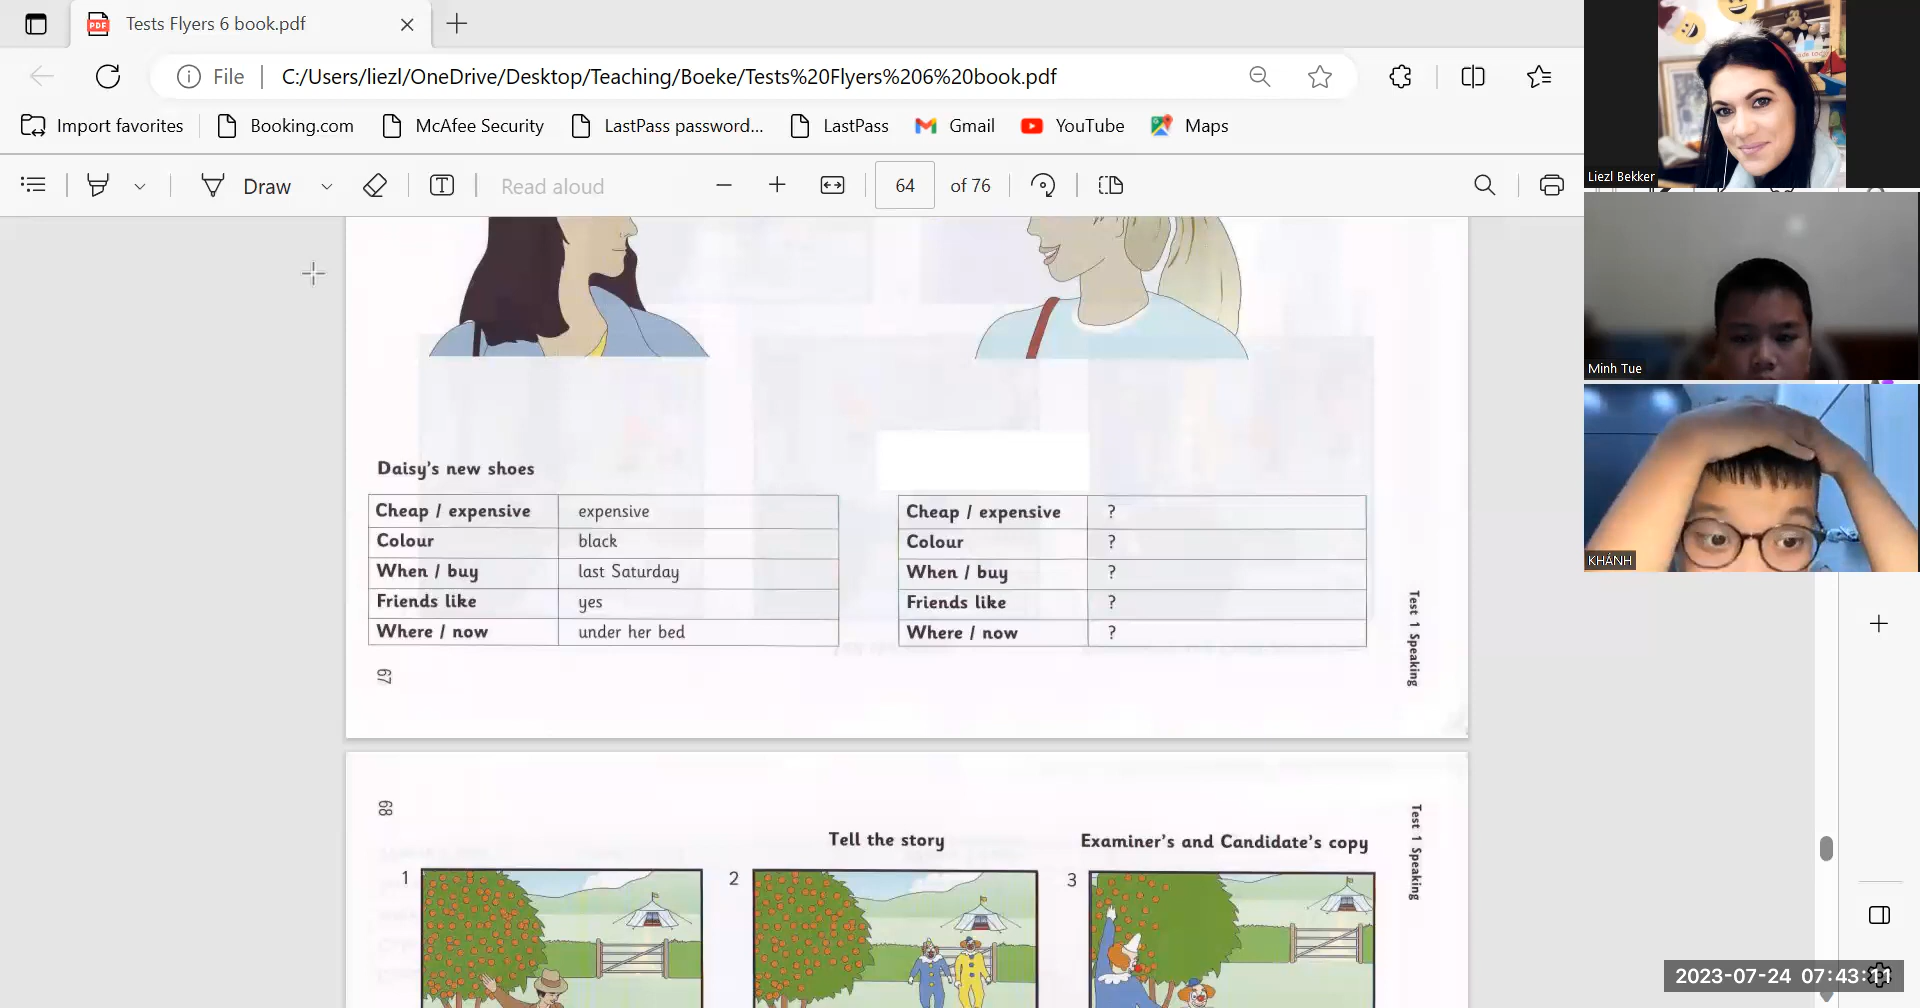 Tests Flyers 6 book.pdf
File
C:/Users/liezl/OneDrive/Desktop/Teaching/Boeke/Tests%20Flyers%206%20book.pdf
Import favorites
Booking.com
McAfee Security
LastPass password...
LastPass
Gmail
YouTube
Maps
Draw
Read aloud
64
of 76
Liezl Bekker
Minh Tue
KHÁNH
Daisy's new shoes
Cheap / expensive expensive
Colour black
When / buy last Saturday
Friends like yes
Where / now under her bed
Cheap / expensive ?
Colour ?
When / buy ?
Friends like ?
Where / now ?
Test 1 Speaking
67
68
Tell the story
Examiner's and Candidate's copy
Test 1 Speaking
1
2
3
2023-07-24 07:43:11